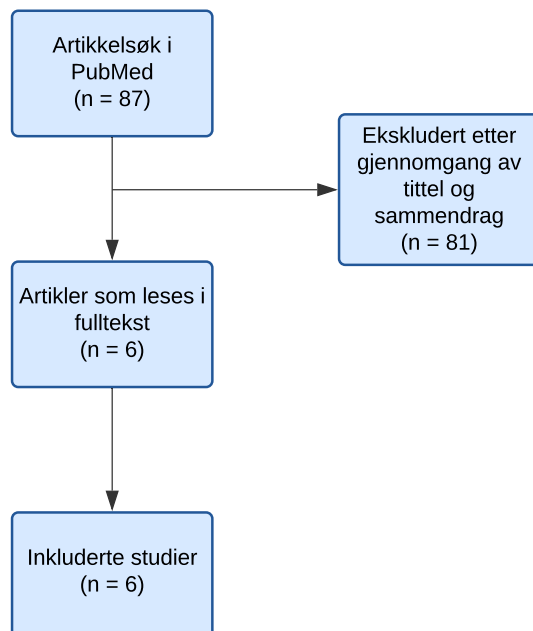 Artikkelsøk i
PubMed
(n = 87)
Ekskludert etter
gjennomgang av
tittel og
sammendrag
(n = 81)
Artikler som leses i
fulltekst
(n = 6)
Inkluderte studier
(n = 6)